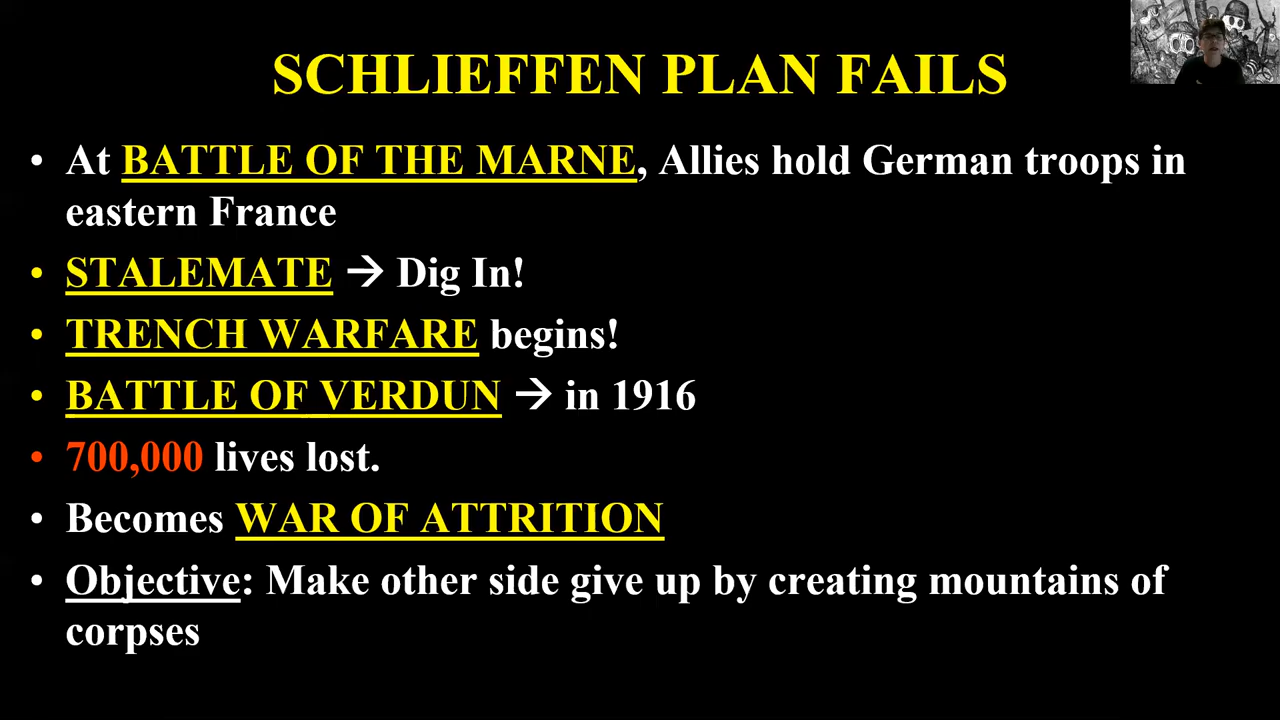 SCHLIEFFEN PLAN FAILS
• At BATTLE OF THE MARNE, Allies hold German troops in
eastern France
• STALEMATE → Dig In!
• TRENCH WARFARE begins!
• BATTLE OF VERDUN → in 1916
• 700,000 lives lost.
• Becomes WAR OF ATTRITION
• Objective: Make other side give up by creating mountains of
corpses